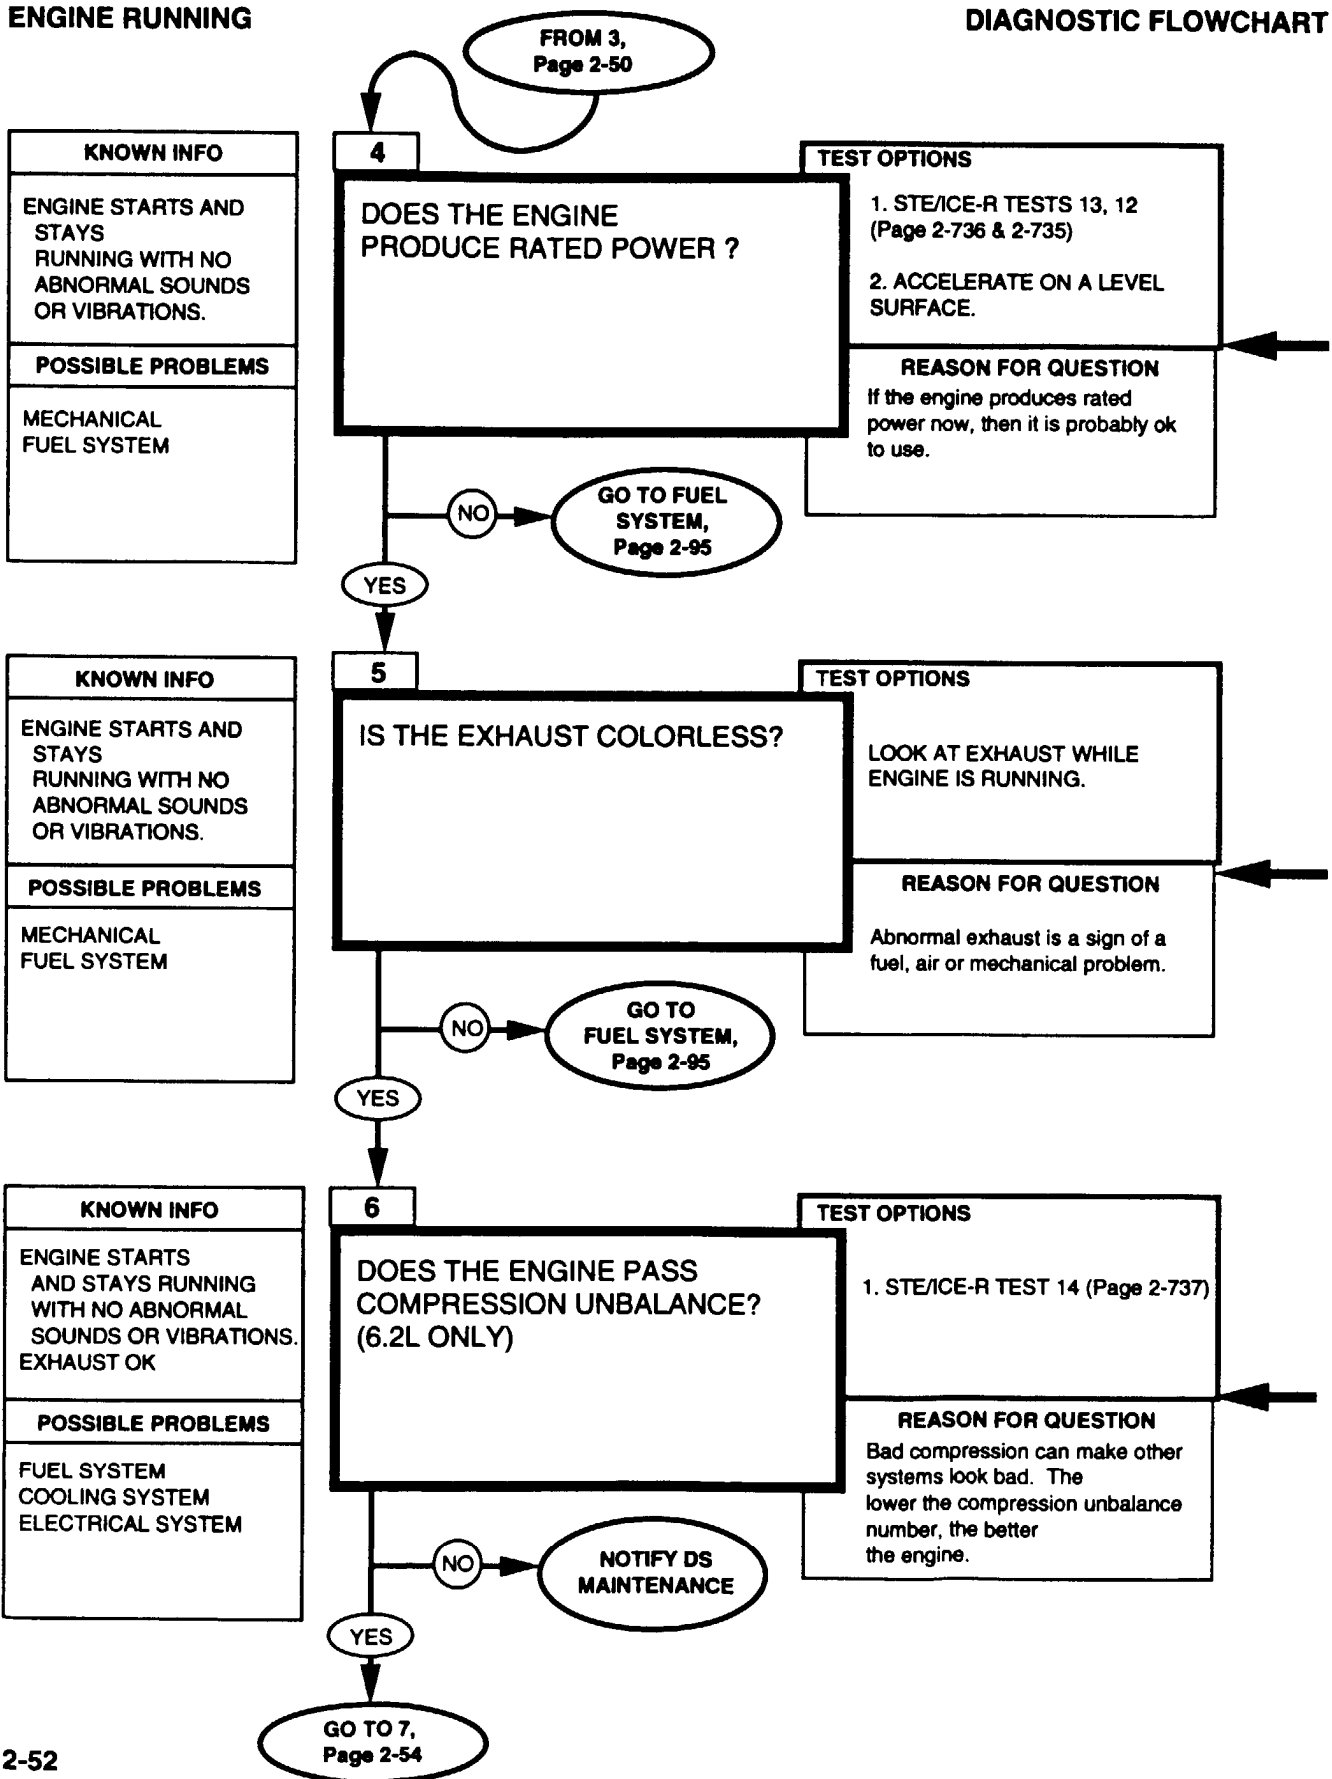 ENGINE RUNNING
DIAGNOSTIC FLOWCHART
FROM 3,
Page 2-50
KNOWN INFO
ENGINE STARTS AND
STAYS
RUNNING WITH NO
ABNORMAL SOUNDS
OR VIBRATIONS.
POSSIBLE PROBLEMS
MECHANICAL
FUEL SYSTEM
4
DOES THE ENGINE
PRODUCE RATED POWER ?
TEST OPTIONS
1. STE/ICE-R TESTS 13, 12
(Page 2-736 & 2-735)
2. ACCELERATE ON A LEVEL
SURFACE.
REASON FOR QUESTION
If the engine produces rated
power now, then it is probably ok
to use.
NO
GO TO FUEL
SYSTEM,
Page 2-95
YES
KNOWN INFO
ENGINE STARTS AND
STAYS
RUNNING WITH NO
ABNORMAL SOUNDS
OR VIBRATIONS.
POSSIBLE PROBLEMS
MECHANICAL
FUEL SYSTEM
5
IS THE EXHAUST COLORLESS?
TEST OPTIONS
LOOK AT EXHAUST WHILE
ENGINE IS RUNNING.
REASON FOR QUESTION
Abnormal exhaust is a sign of a
fuel, air or mechanical problem.
NO
GO TO
FUEL SYSTEM,
Page 2-95
YES
KNOWN INFO
ENGINE STARTS
AND STAYS RUNNING
WITH NO ABNORMAL
SOUNDS OR VIBRATIONS.
EXHAUST OK
POSSIBLE PROBLEMS
FUEL SYSTEM
COOLING SYSTEM
ELECTRICAL SYSTEM
6
DOES THE ENGINE PASS
COMPRESSION UNBALANCE?
(6.2L ONLY)
TEST OPTIONS
1. STE/ICE-R TEST 14 (Page 2-737)
REASON FOR QUESTION
Bad compression can make other
systems look bad. The
lower the compression unbalance
number, the better
the engine.
NO
NOTIFY DS
MAINTENANCE
YES
GO TO 7,
Page 2-54
2-52